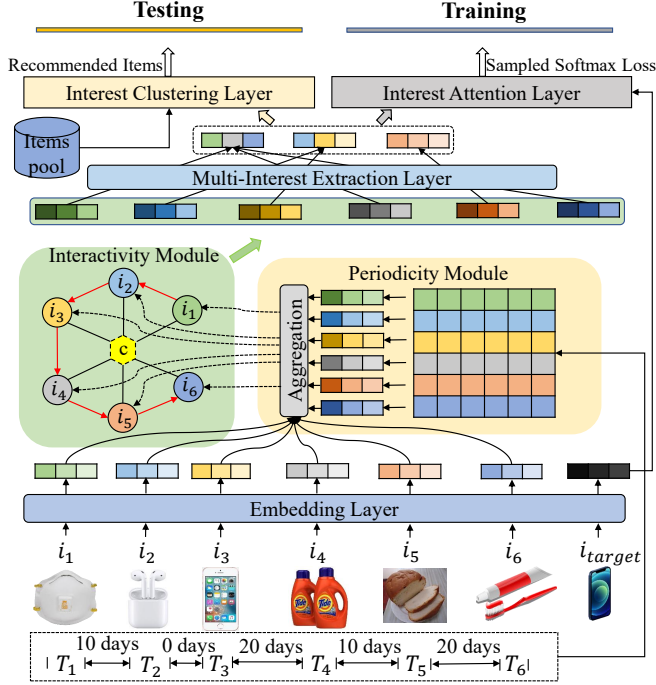 Testing
Training
Recommended Items
Sampled Softmax Loss
Interest Clustering Layer
Interest Attention Layer
Items
pool
Multi-Interest Extraction Layer
Interactivity Module
Periodicity Module
i1
i2
i3
i4
i5
i6
c
Aggregation
Embedding Layer
i1 i2 i3 i4 i5 i6 itarget
Tide Tide
10 days 0 days 20 days 10 days 20 days
T1 T2 T3 T4 T5 T6